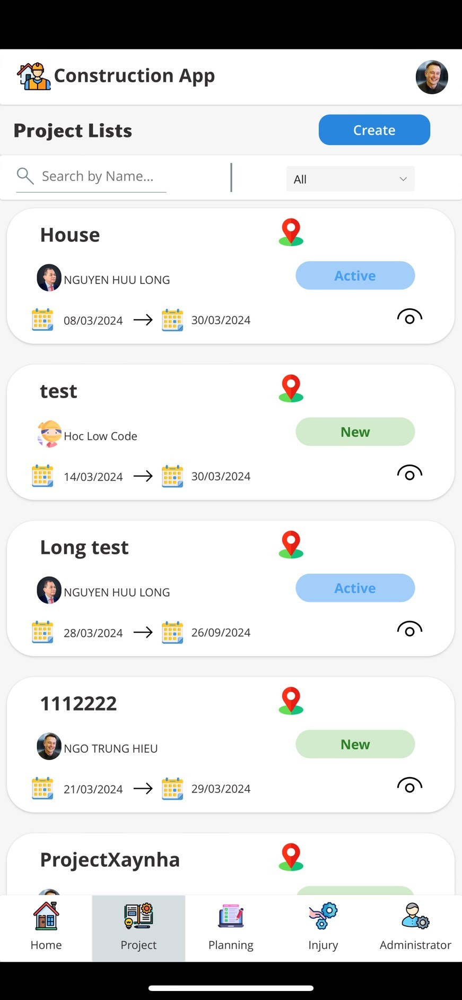 Construction App
Project Lists
Create
Search by Name...
All
House
NGUYEN HUU LONG
Active
08/03/2024
30/03/2024
test
Hoc Low Code
New
14/03/2024
30/03/2024
Long test
NGUYEN HUU LONG
Active
28/03/2024
26/09/2024
1112222
NGO TRUNG HIEU
New
21/03/2024
29/03/2024
ProjectXaynha
Home
Project
Planning
Injury
Administrator